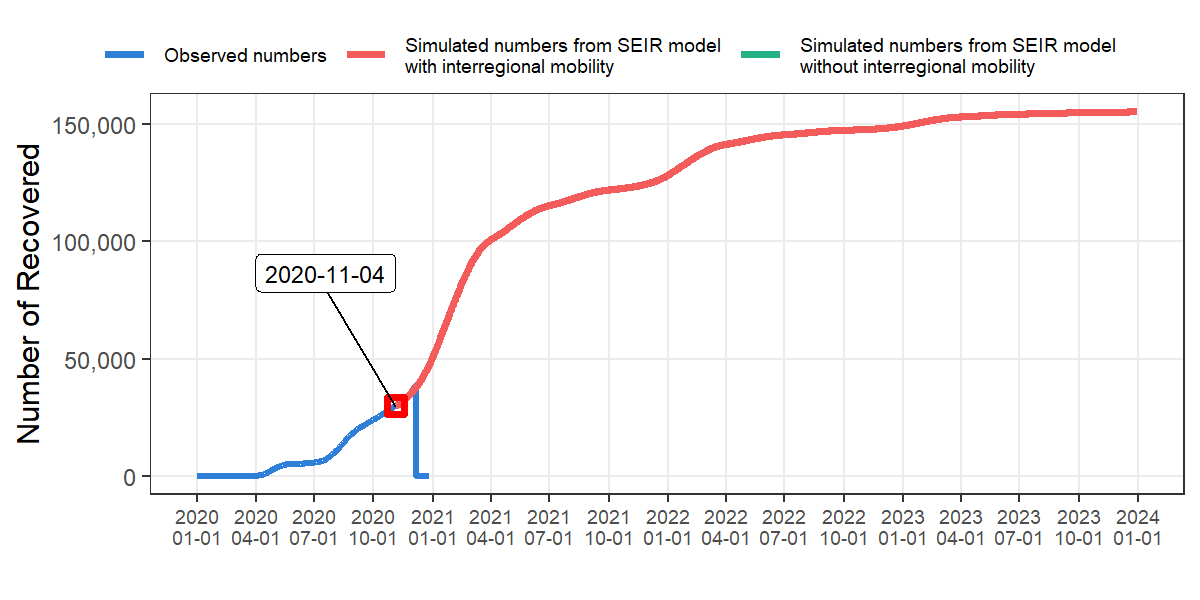 Observed numbers
Simulated numbers from SEIR model
with interregional mobility
Simulated numbers from SEIR model
without interregional mobility
Number of Recovered
150,000
100,000
50,000
0
2020-11-04
2020 2020 2020 2020 2021 2021 2021 2021 2022 2022 2022 2022 2023 2023 2023 2023 2024
01-01 04-01 07-01 10-01 01-01 04-01 07-01 10-01 01-01 04-01 07-01 10-01 01-01 04-01 07-01 10-01 01-01